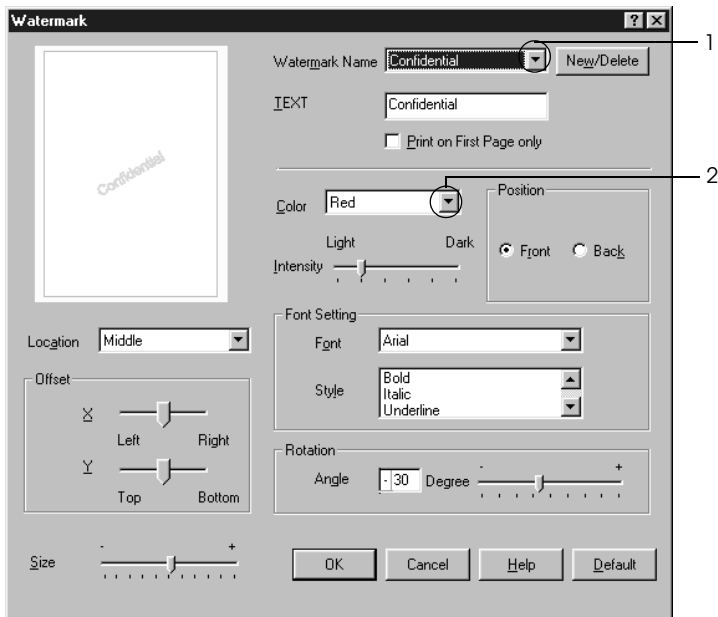 Watermark
? X
1
Watermark Name Confidential New/Delete
TEXT Confidential
Print on First Page only
Confidential
2
Color Red
Position
Light Dark
Intensity
Front Back
Location Middle
Font Setting
Font Arial
Style Bold
Italic
Underline
Offset
X
Left Right
Y
Top Bottom
Rotation
Angle -30 Degree - +
Size - +
OK Cancel Help Default